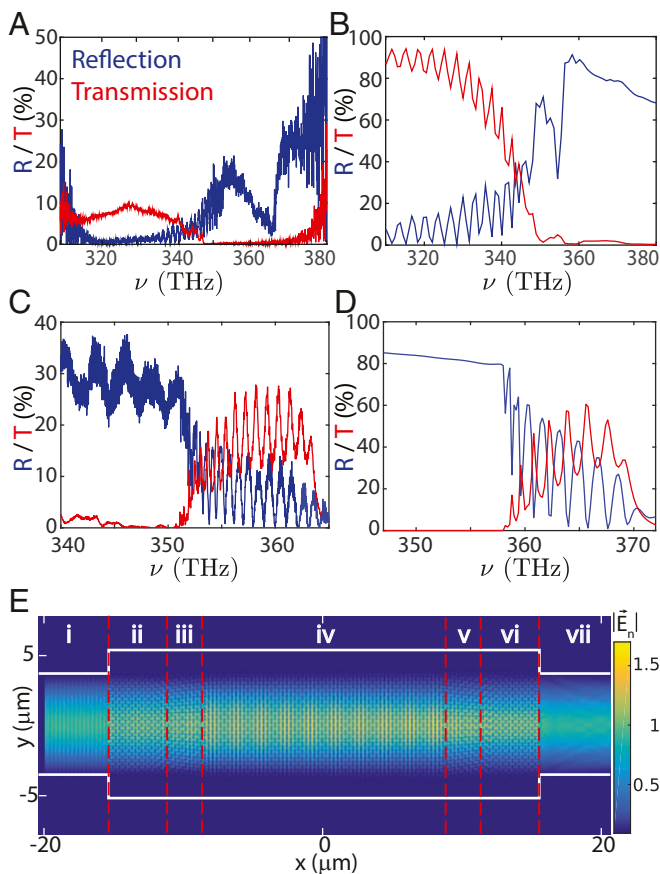 A
50
40
30
20
10
0
R / T (%)
Reflection
Transmission
320
340
360
380
ν (THz)
B
100
80
60
40
20
0
R / T (%)
320
340
360
380
ν (THz)
C
40
30
20
10
0
R / T (%)
340
350
360
ν (THz)
D
100
80
60
40
20
0
R / T (%)
350
360
370
ν (THz)
E
i
ii
iii
iv
v
vi
vii
|E⃗n|
5
-5
y (μm)
-20
0
20
x (μm)
1.5
1
0.5
0